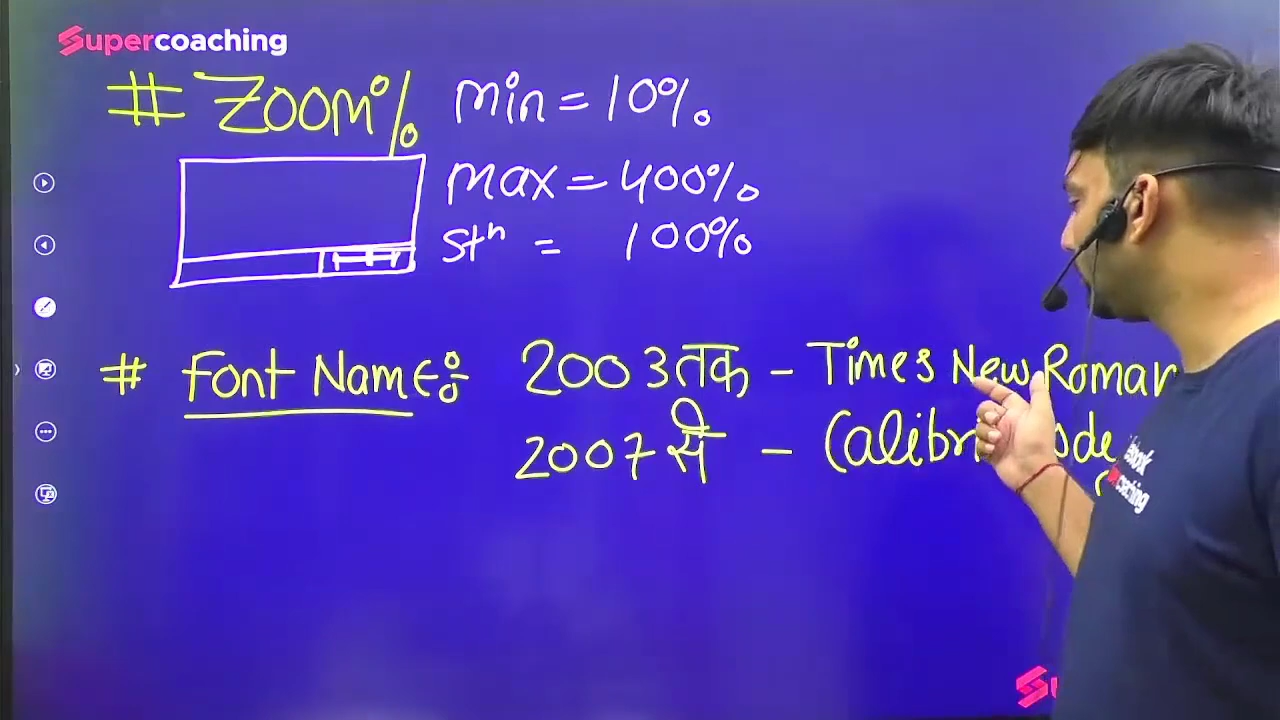 Supercoaching
# Zoom% min = 10%
max = 400%
stⁿ = 100%
# Font Name: 2003 तक - Times New Roman
2007 से - Calibri